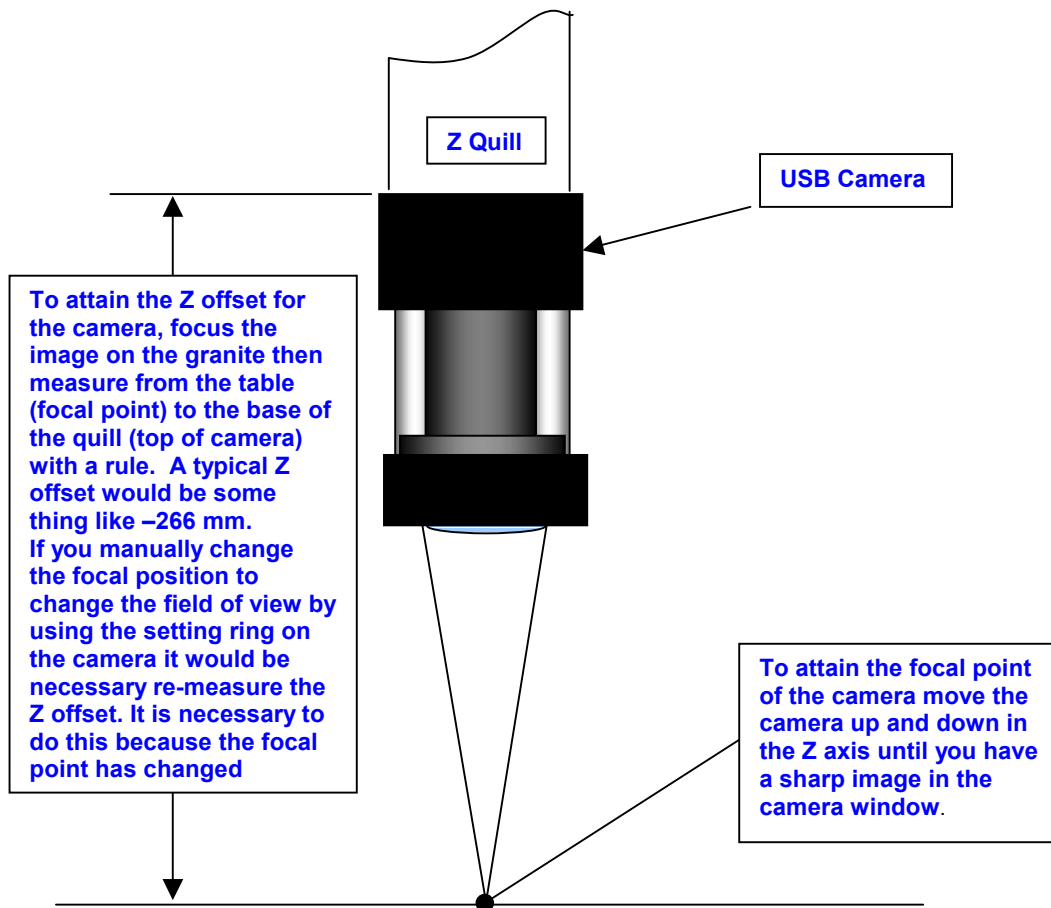 Z Quill
USB Camera
To attain the Z offset for
the camera, focus the
image on the granite then
measure from the table
(focal point) to the base of
the quill (top of camera)
with a rule.  A typical Z
offset would be some
thing like –266 mm.
If you manually change
the focal position to
change the field of view by
using the setting ring on
the camera it would be
necessary re-measure the
Z offset. It is necessary to
do this because the focal
point has changed
To attain the focal point
of the camera move the
camera up and down in
the Z axis until you have
a sharp image in the
camera window.